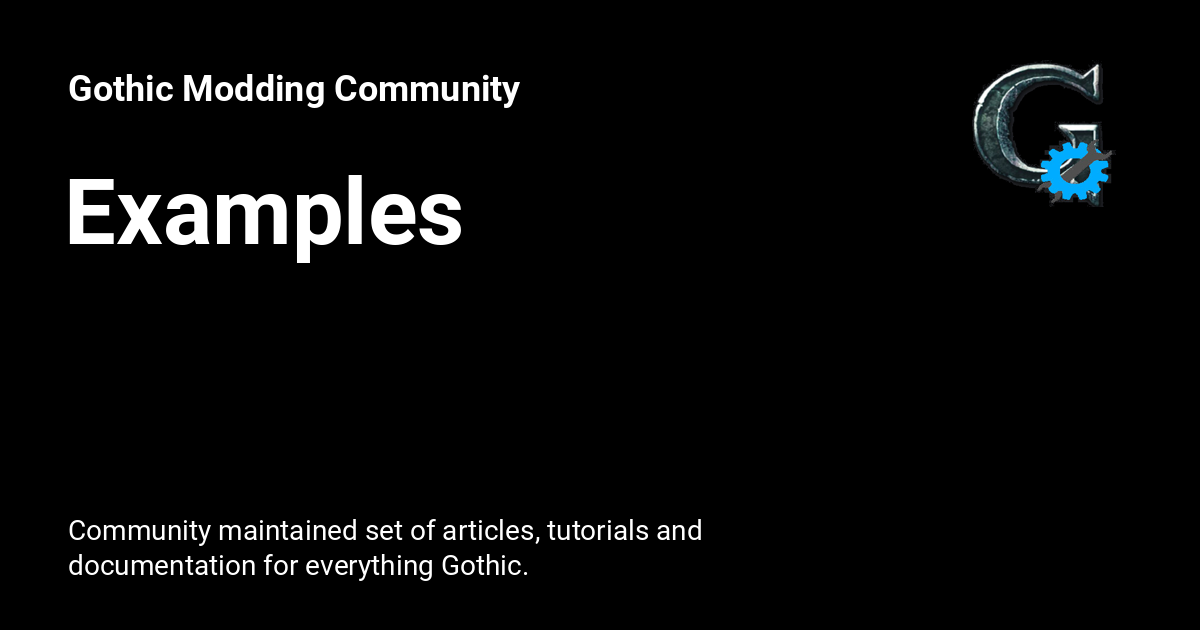 Gothic Modding Community
G
Examples
Community maintained set of articles, tutorials and
documentation for everything Gothic.